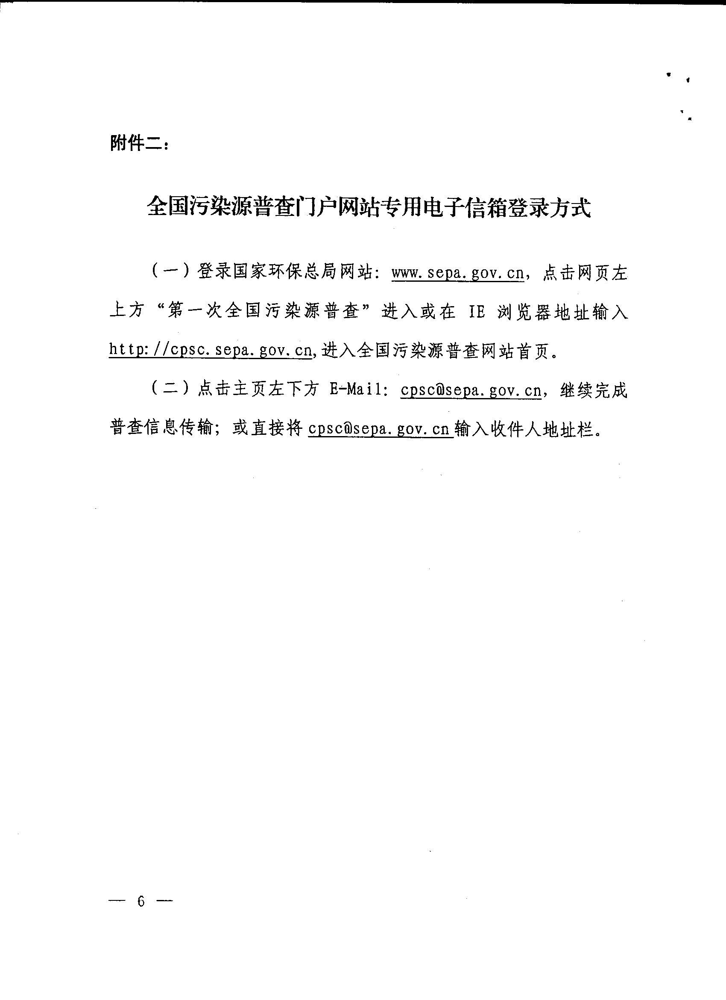 附件二：
全国污染源普查门户网站专用电子信箱登录方式
（一）登录国家环保总局网站：www.sepa.gov.cn，点击网页左
上方“第一次全国污染源普查”进入或在 IE 浏览器地址输入
http://cpsc.sepa.gov.cn,进入全国污染源普查网站首页。
（二）点击主页左下方 E-Mail：cpsc@sepa.gov.cn，继续完成
普查信息传输；或直接将 cpsc@sepa.gov.cn 输入收件人地址栏。
— 6 —